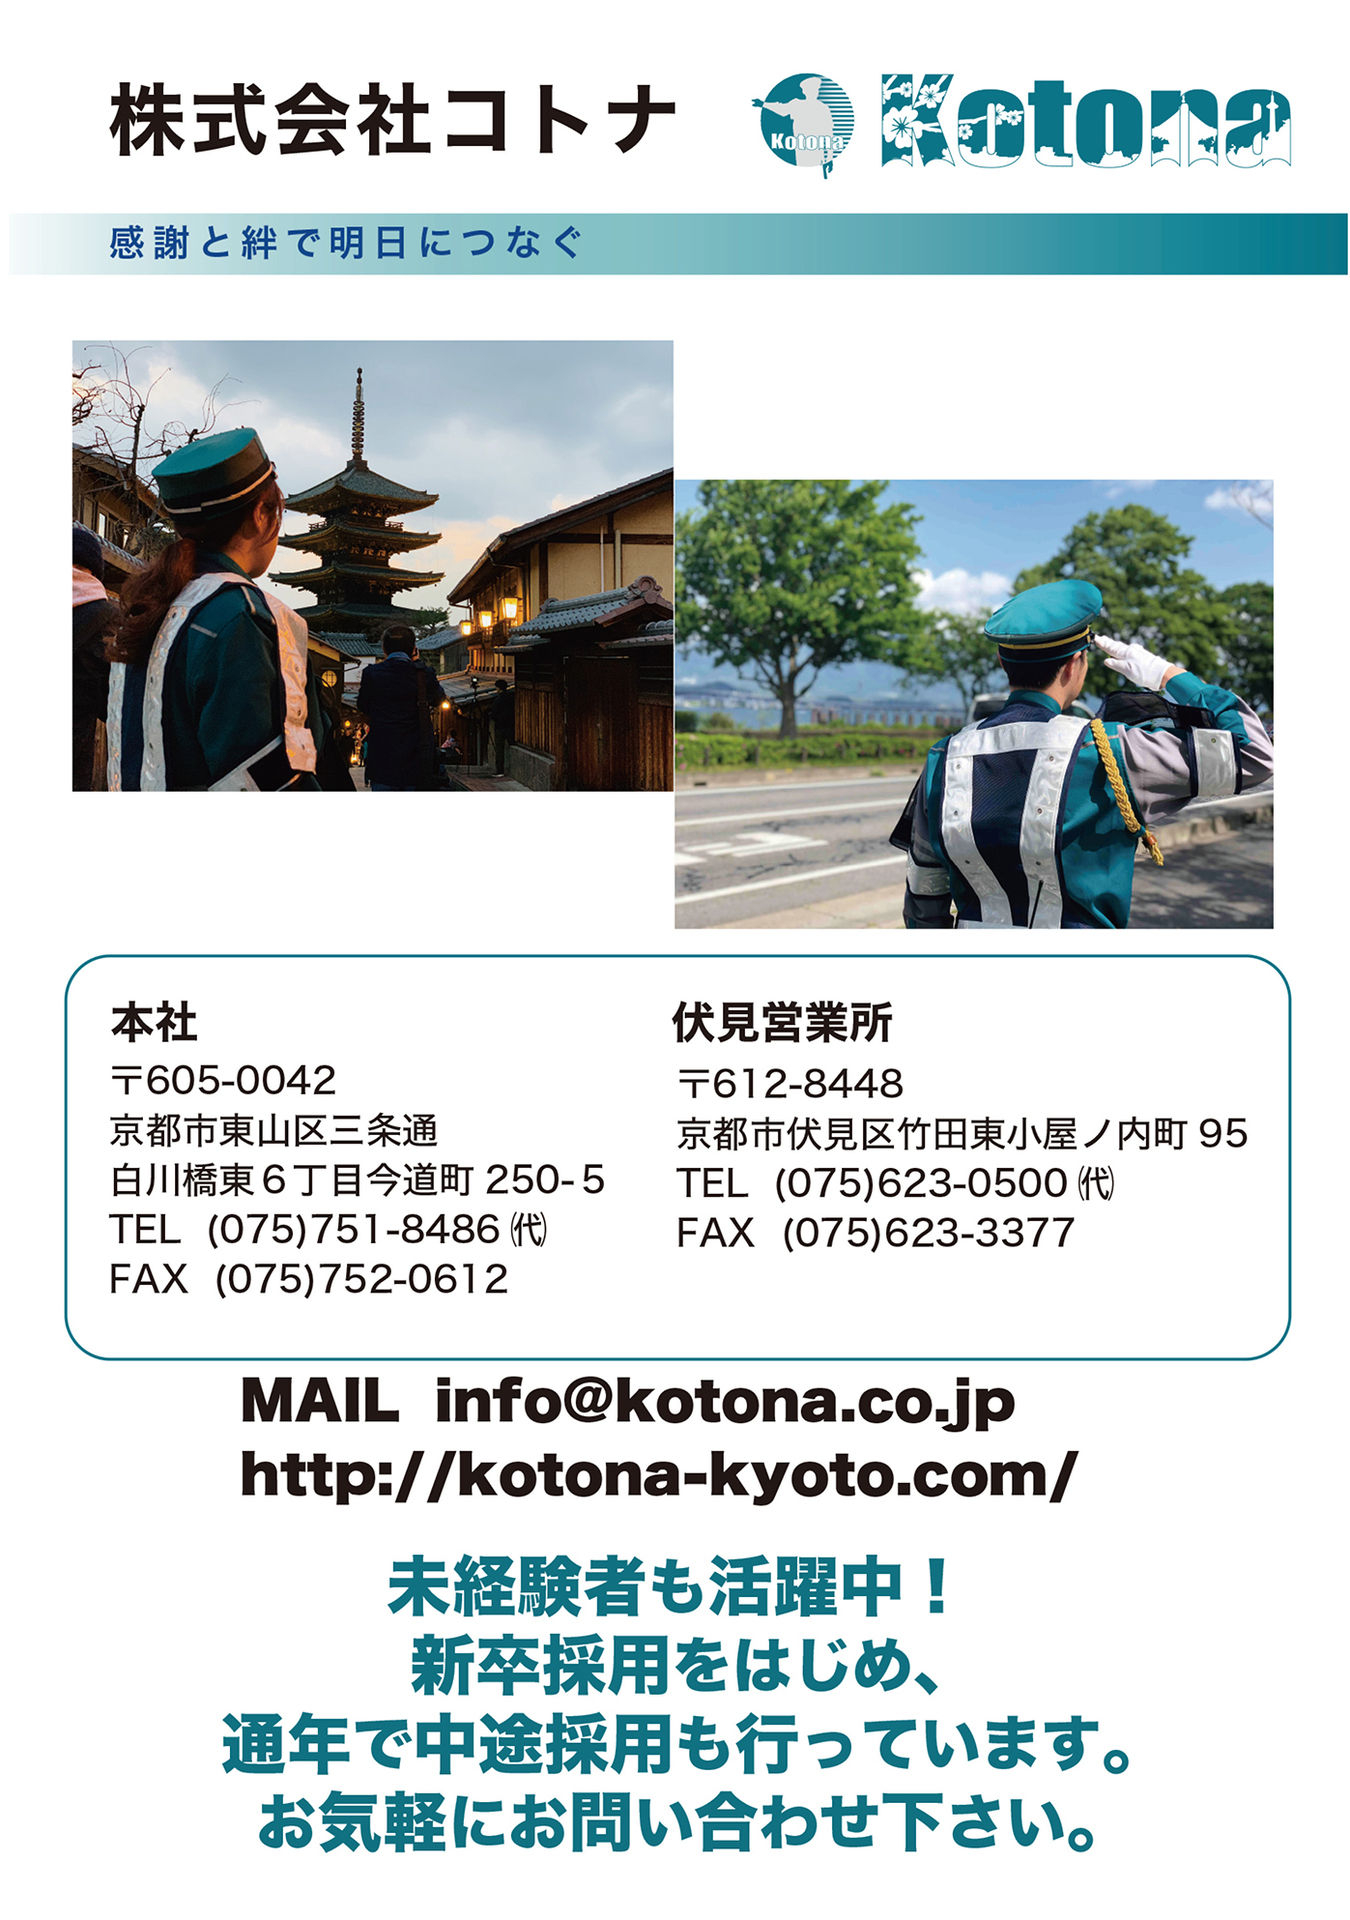 株式会社コトナ
Kotona
Kotona
感謝と絆で明日につなぐ
本社
〒605-0042
京都市東山区三条通
白川橋東６丁目今道町 250-５
TEL (075)751-8486㈹
FAX (075)752-0612
伏見営業所
〒612-8448
京都市伏見区竹田東小屋ノ内町 95
TEL (075)623-0500㈹
FAX (075)623-3377
MAIL info@kotona.co.jp
http://kotona-kyoto.com/
未経験者も活躍中！
新卒採用をはじめ、
通年で中途採用も行っています。
お気軽にお問い合わせ下さい。